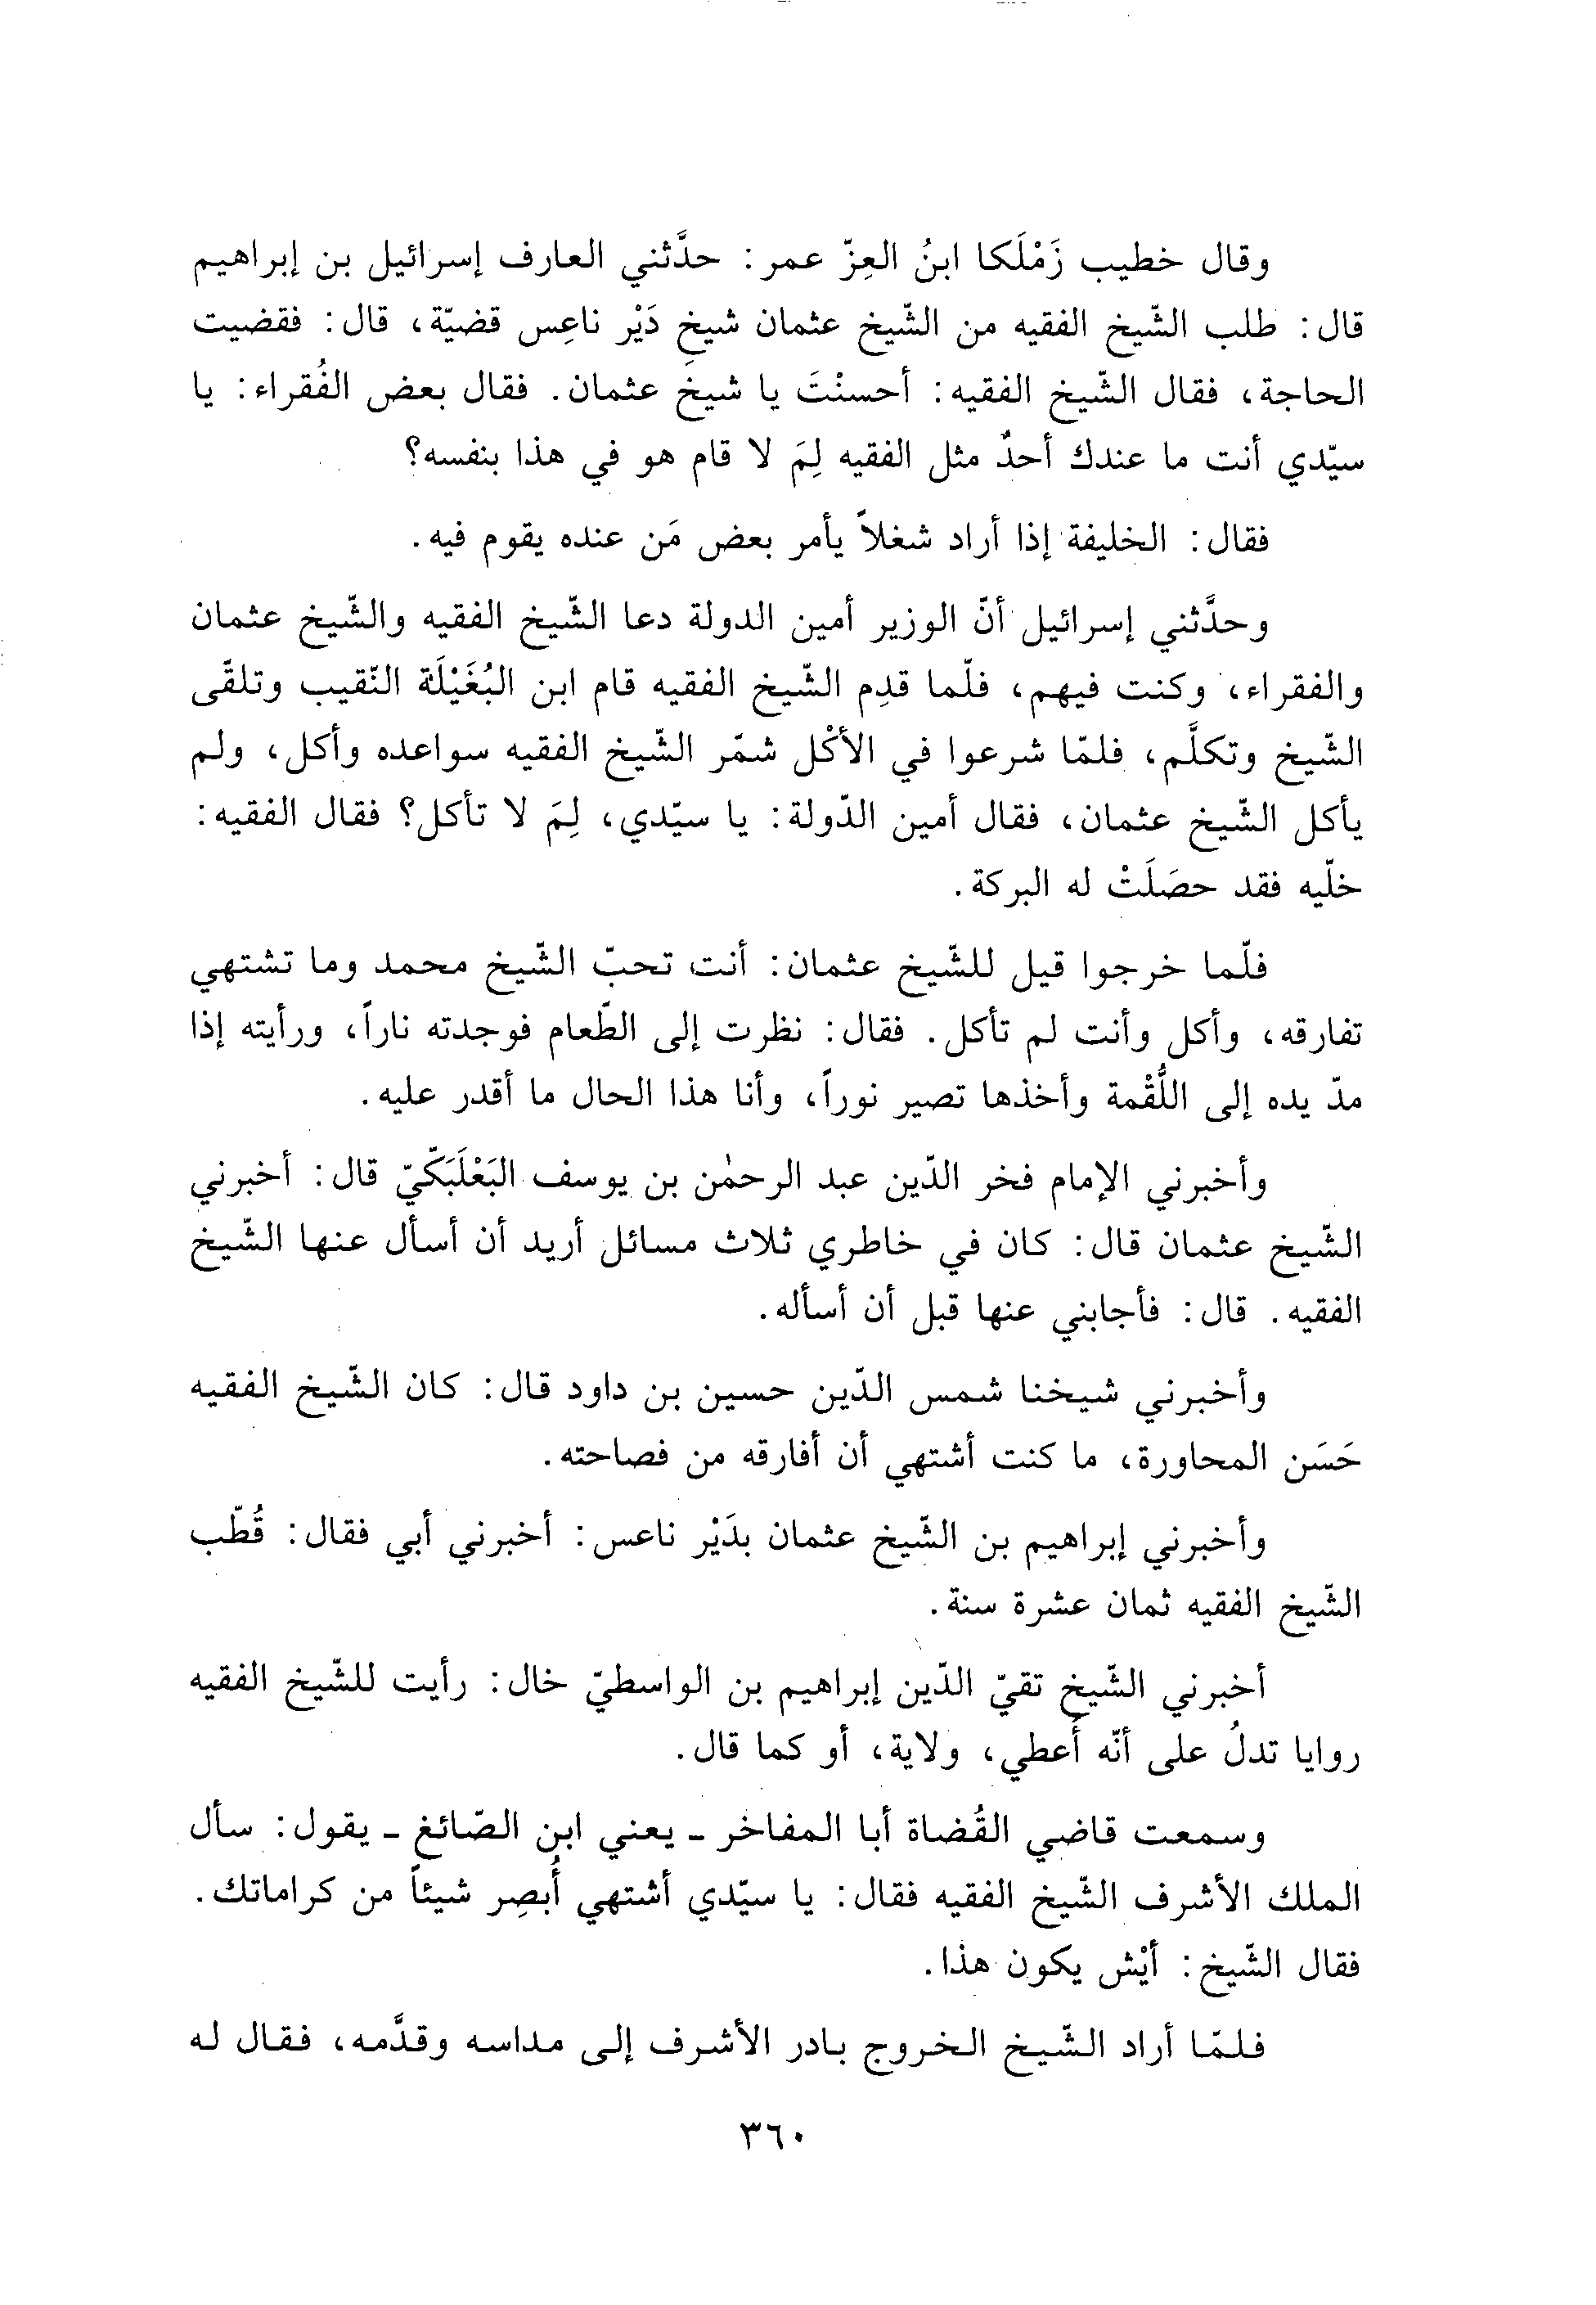 وقال خطيب زَمْلَكا ابنُ العِزّ عمر: حدَّثني العارف إسرائيل بن إبراهيم
قال: طلب الشّيخ الفقيه من الشّيخ عثمان شيخِ دَيْر ناعِس قضيّة، قال: فقضيت
الحاجة، فقال الشّيخ الفقيه: أحسنْتَ يا شيخ عثمان. فقال بعض الفُقراء: يا
سيّدي أنت ما عندك أحدٌ مثل الفقيه لِمَ لا قام هو في هذا بنفسه؟
فقال: الخليفة إذا أراد شغلاً يأمر بعض مَن عنده يقوم فيه.
وحدَّثني إسرائيل أنّ الوزير أمين الدولة دعا الشّيخ الفقيه والشّيخ عثمان
والفقراء، وكنت فيهم، فلّما قدِم الشّيخ الفقيه قام ابن البُغَيْلَة النّقيب وتلقّى
الشّيخ وتكلَّم، فلمّا شرعوا في الأكْل شمّر الشّيخ الفقيه سواعده وأكل، ولم
يأكل الشّيخ عثمان، فقال أمين الدّولة: يا سيّدي، لِمَ لا تأكل؟ فقال الفقيه:
خلّيه فقد حصَلَتْ له البركة.
فلّما خرجوا قيل للشّيخ عثمان: أنت تحبّ الشّيخ محمد وما تشتهي
تفارقه، وأكل وأنت لم تأكل. فقال: نظرت إلى الطّعام فوجدته ناراً، ورأيته إذا
مدّ يده إلى اللُّقْمة وأخذها تصير نوراً، وأنا هذا الحال ما أقدر عليه.
وأخبرني الإمام فخر الدّين عبد الرحمٰن بن يوسف البَعْلَبَكّيّ قال: أخبرني
الشّيخ عثمان قال: كان في خاطري ثلاث مسائل أريد أن أسأل عنها الشّيخ
الفقيه. قال: فأجابني عنها قبل أن أسأله.
وأخبرني شيخنا شمس الدّين حسين بن داود قال: كان الشّيخ الفقيه
حَسَن المحاورة، ما كنت أشتهي أن أفارقه من فصاحته.
وأخبرني إبراهيم بن الشّيخ عثمان بدَيْر ناعس: أخبرني أبي فقال: قُطّب
الشّيخ الفقيه ثمان عشرة سنة.
أخبرني الشّيخ تقيّ الدّين إبراهيم بن الواسطيّ خال: رأيت للشّيخ الفقيه
روايا تدلُ على أنّه أُعطي، ولاية، أو كما قال.
وسمعت قاضي القُضاة أبا المفاخر ـ يعني ابن الصّائغ ـ يقول: سأل
الملك الأشرف الشّيخ الفقيه فقال: يا سيّدي أشتهي أُبصِر شيئاً من كراماتك.
فقال الشّيخ: أيْش يكون هذا.
فلمّا أراد الشّيخ الخروج بادر الأشرف إلى مداسه وقدَّمه، فقال له
٣٦٠